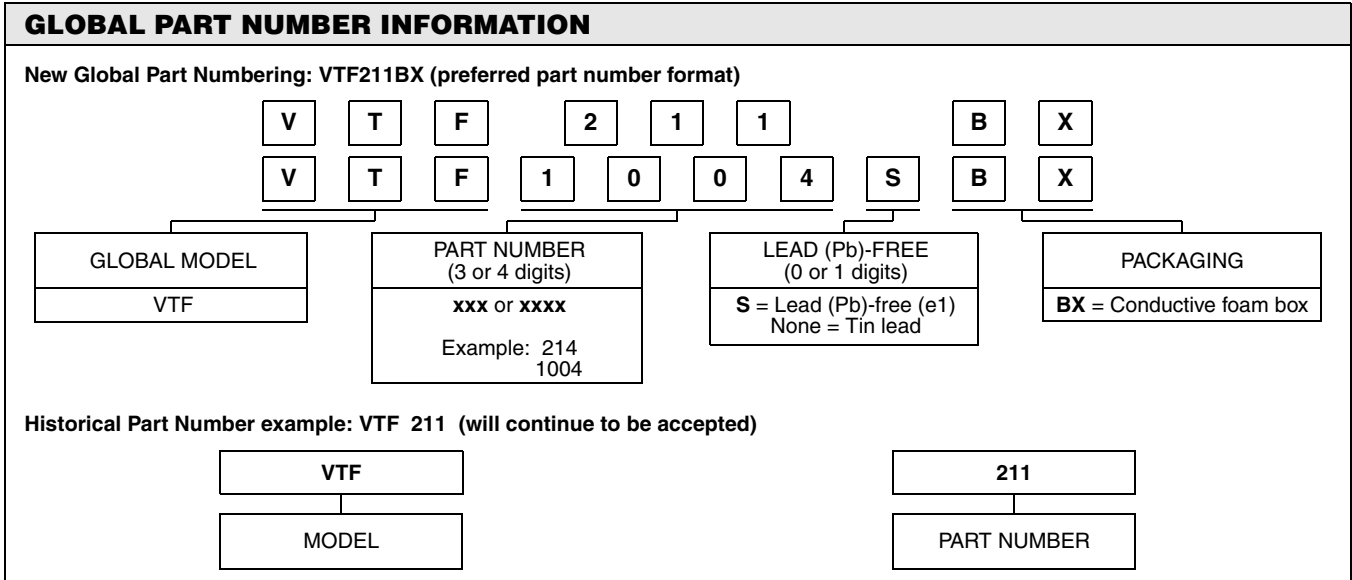 GLOBAL PART NUMBER INFORMATION
New Global Part Numbering: VTF211BX (preferred part number format)
V T F 2 1 1 B X
V T F 1 0 0 4 S B X
GLOBAL MODEL
VTF
PART NUMBER
(3 or 4 digits)
xxx or xxxx
Example: 214
1004
LEAD (Pb)-FREE
(0 or 1 digits)
S = Lead (Pb)-free (e1)
None = Tin lead
PACKAGING
BX = Conductive foam box
Historical Part Number example: VTF 211 (will continue to be accepted)
VTF
MODEL
211
PART NUMBER